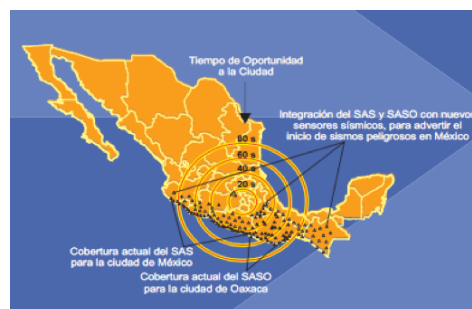 Tiempo de Oportunidad
a la Ciudad
Integración del SAS y SASO con nuevos
sensores sísmicos, para advertir el
inicio de sismos peligrosos en México
80 s
60 s
40 s
20 s
Cobertura actual del SAS
para la ciudad de México
Cobertura actual del SASO
para la ciudad de Oaxaca